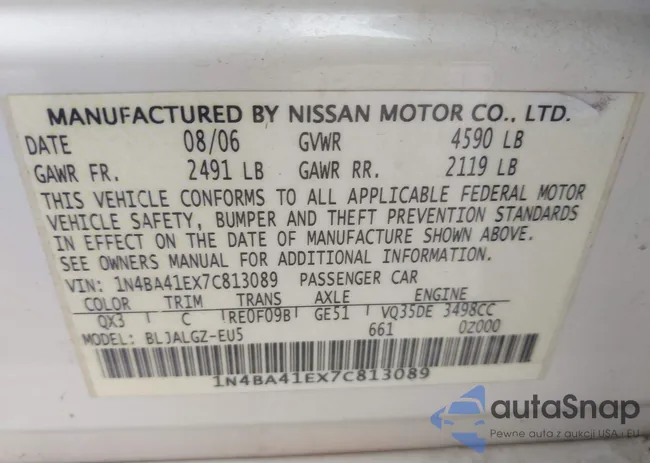 MANUFACTURED BY NISSAN MOTOR CO., LTD.
DATE 08/06 GVWR 4590 LB
GAWR FR. 2491 LB GAWR RR. 2119 LB
THIS VEHICLE CONFORMS TO ALL APPLICABLE FEDERAL MOTOR
VEHICLE SAFETY, BUMPER AND THEFT PREVENTION STANDARDS
IN EFFECT ON THE DATE OF MANUFACTURE SHOWN ABOVE.
SEE OWNERS MANUAL FOR ADDITIONAL INFORMATION.
VIN: 1N4BA41EX7C813089 PASSENGER CAR
COLOR TRIM TRANS AXLE ENGINE
QX3 C RE0F09B GE51 VQ35DE 3498CC
MODEL: BLJALGZ-EU5 661 0Z000
1N4BA41EX7C813089
autaSnap
Pewne auta z aukcji USA i EU